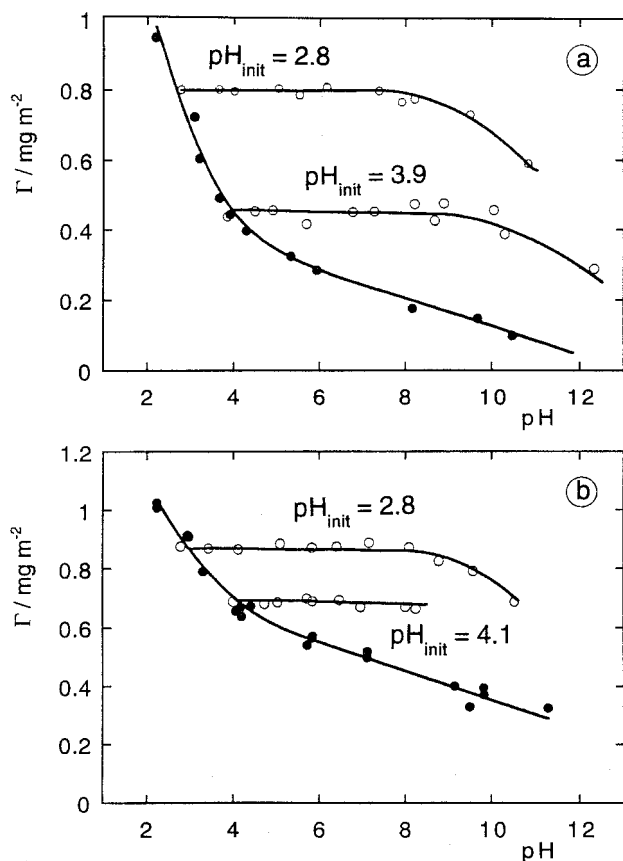 1
0.8
0.6
0.4
0.2
0
Γ / mg m⁻²
pH_init = 2.8
pH_init = 3.9
a
2 4 6 8 10 12
pH
1.2
1
0.8
0.6
0.4
0.2
0
Γ / mg m⁻²
pH_init = 2.8
pH_init = 4.1
b
2 4 6 8 10 12
pH